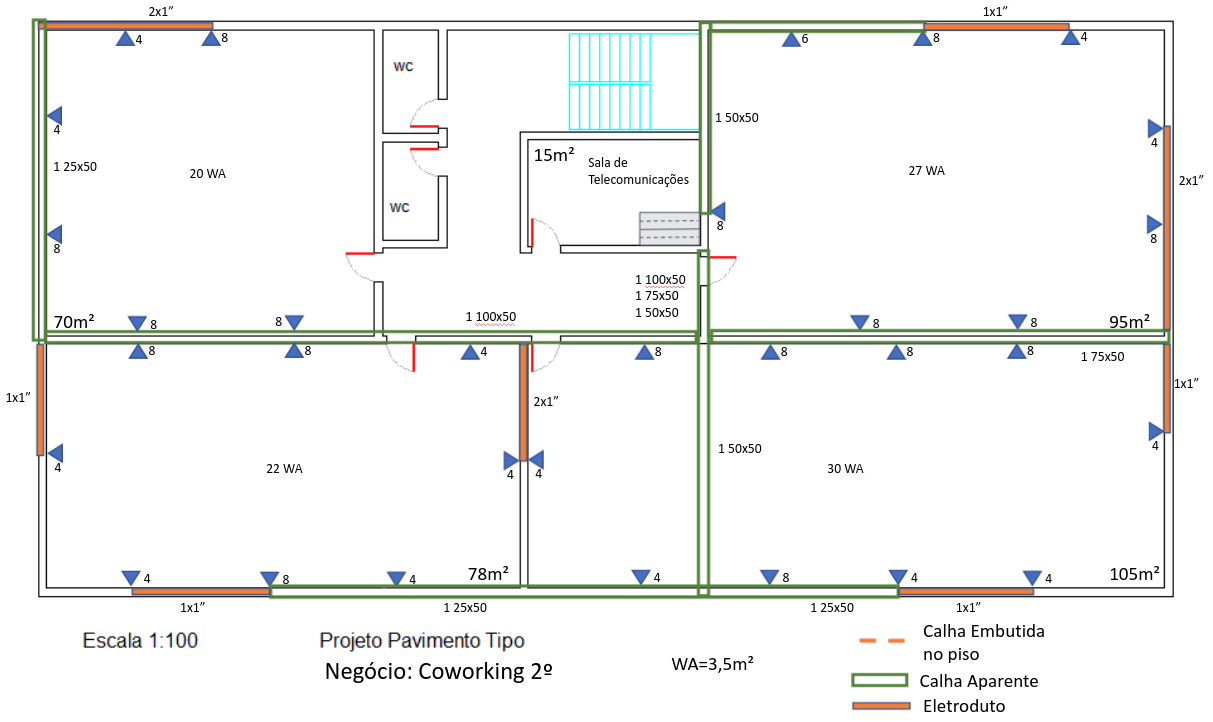 2x1”
1x1”
4
8
6
8
4
WC
1 50x50
4
4
15m²
Sala de
Telecomunicações
1 25x50
20 WA
27 WA
2x1”
WC
8
8
8
1 100x50
1 75x50
1 50x50
70m²
8
8
1 100x50
8
8
95m²
8
8
4
8
8
8
8
1 75x50
1x1”
1x1”
2x1”
4
4
4
4
1 50x50
22 WA
30 WA
4
8
4
78m²
4
8
4
4
105m²
1x1”
1 25x50
1 25x50
1x1”
Escala 1:100
Projeto Pavimento Tipo
Negócio: Coworking 2º
WA=3,5m²
Calha Embutida
no piso
Calha Aparente
Eletroduto